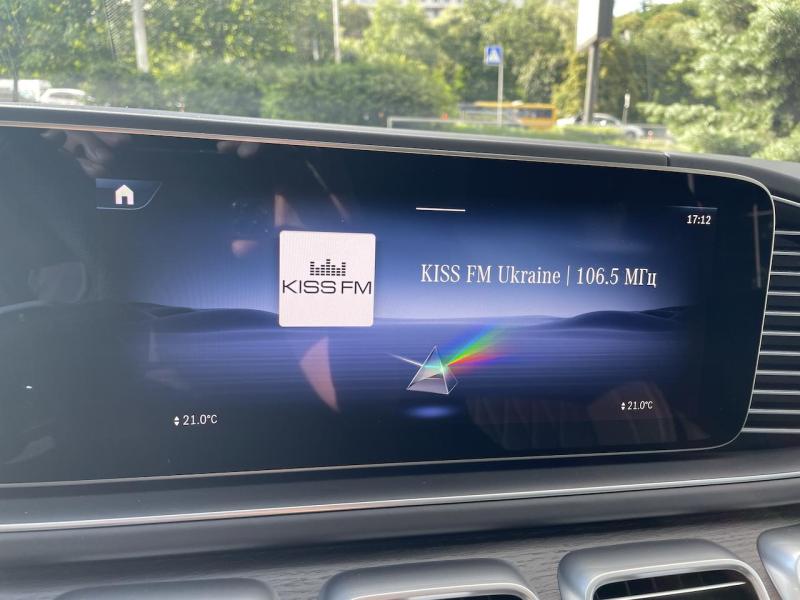 17:12
KISS FM
KISS FM Ukraine | 106.5 МГц
21.0°C
21.0°C